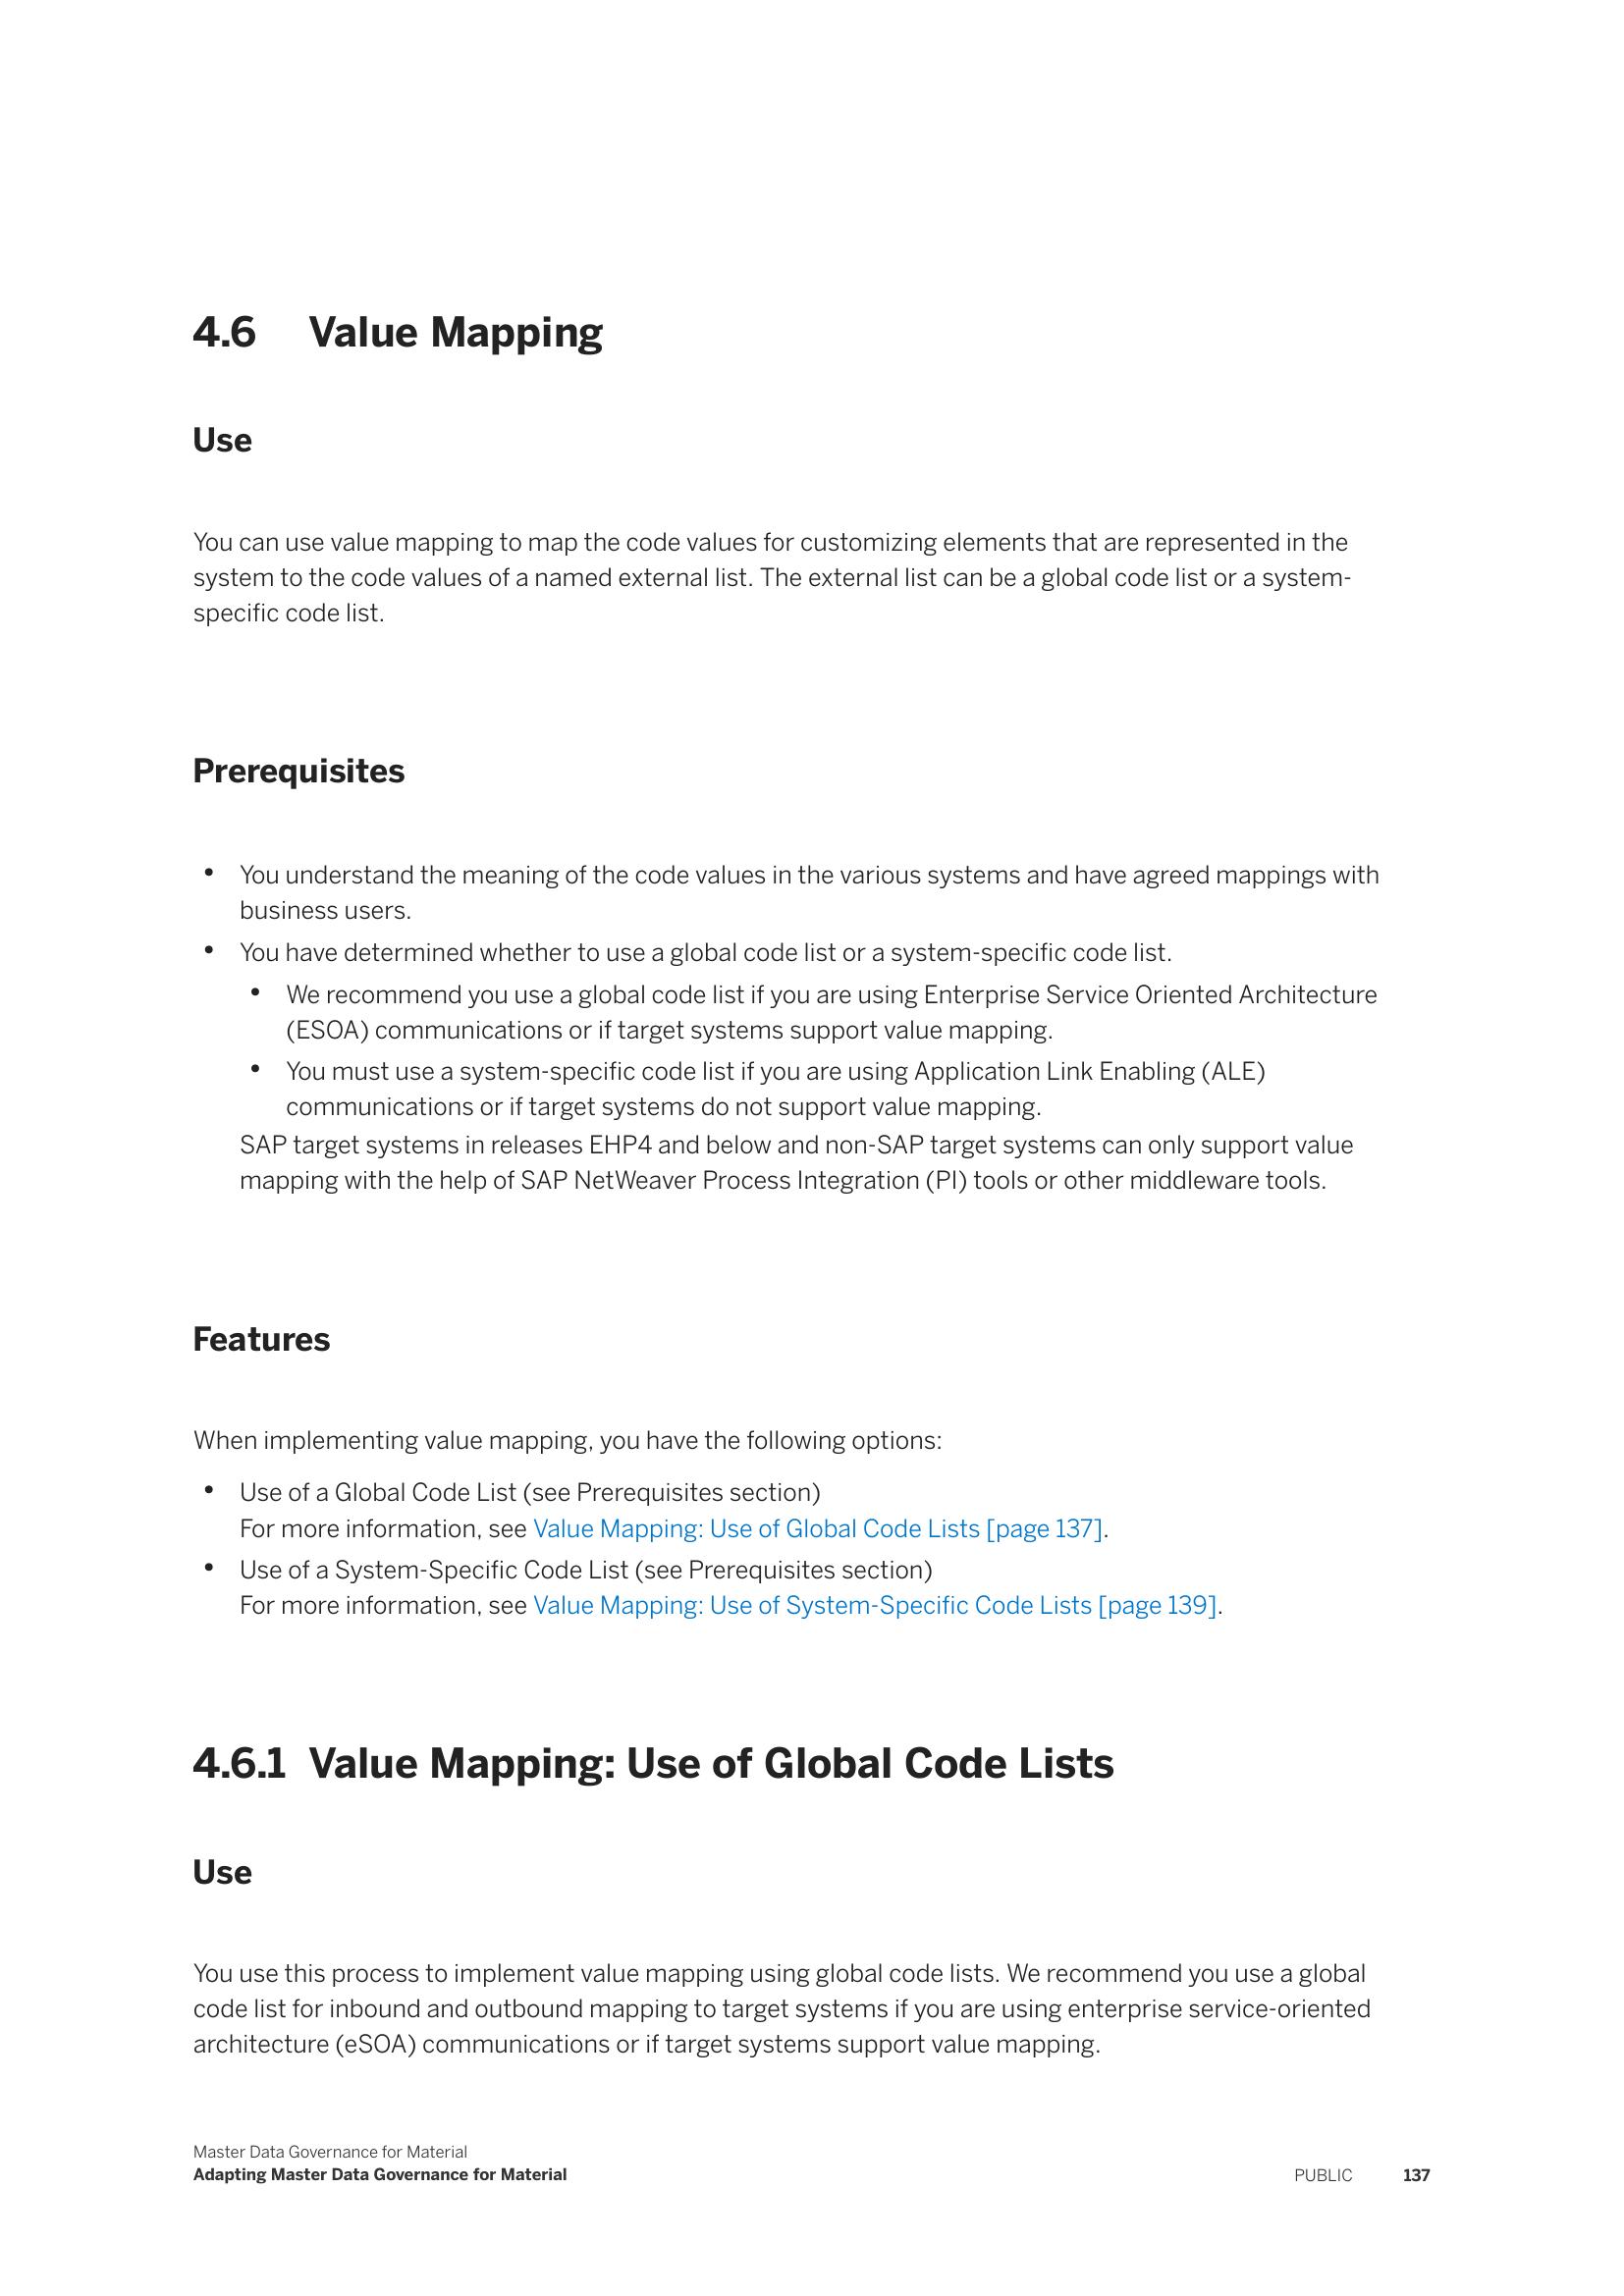 4.6 Value Mapping
Use
You can use value mapping to map the code values for customizing elements that are represented in the
system to the code values of a named external list. The external list can be a global code list or a system-
specific code list.
Prerequisites
• You understand the meaning of the code values in the various systems and have agreed mappings with
business users.
• You have determined whether to use a global code list or a system-specific code list.
• We recommend you use a global code list if you are using Enterprise Service Oriented Architecture
(ESOA) communications or if target systems support value mapping.
• You must use a system-specific code list if you are using Application Link Enabling (ALE)
communications or if target systems do not support value mapping.
SAP target systems in releases EHP4 and below and non-SAP target systems can only support value
mapping with the help of SAP NetWeaver Process Integration (PI) tools or other middleware tools.
Features
When implementing value mapping, you have the following options:
• Use of a Global Code List (see Prerequisites section)
For more information, see Value Mapping: Use of Global Code Lists [page 137].
• Use of a System-Specific Code List (see Prerequisites section)
For more information, see Value Mapping: Use of System-Specific Code Lists [page 139].
4.6.1 Value Mapping: Use of Global Code Lists
Use
You use this process to implement value mapping using global code lists. We recommend you use a global
code list for inbound and outbound mapping to target systems if you are using enterprise service-oriented
architecture (eSOA) communications or if target systems support value mapping.
Master Data Governance for Material
Adapting Master Data Governance for Material
PUBLIC 137